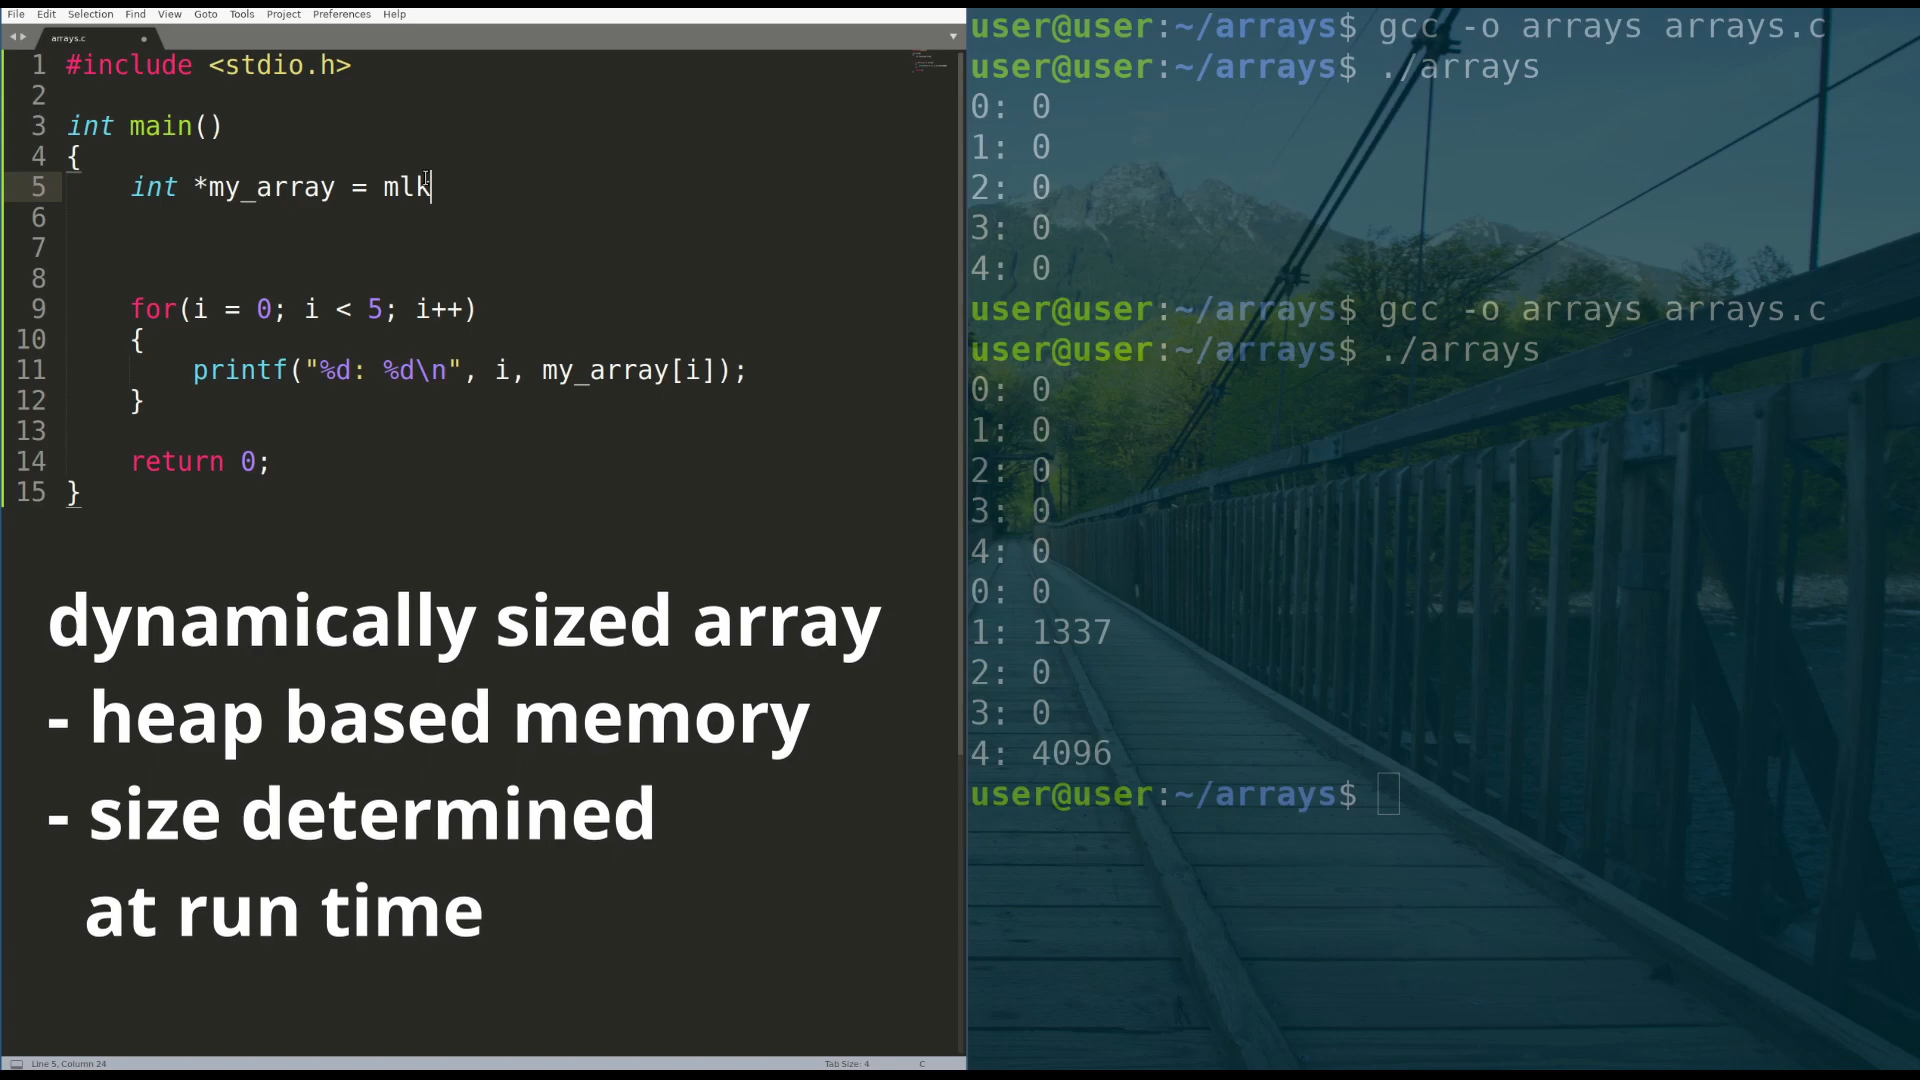 File Edit Selection Find View Goto Tools Project Preferences Help
arrays.c
1 #include <stdio.h>
2
3 int main()
4 {
5 int *my_array = mlk
6
7
8
9 for(i = 0; i < 5; i++)
10 {
11 printf("%d: %d\n", i, my_array[i]);
12 }
13
14 return 0;
15 }
dynamically sized array
- heap based memory
- size determined
at run time
Line 5, Column 24
Tab Size: 4
C
user@user:~/arrays$ gcc -o arrays arrays.c
user@user:~/arrays$ ./arrays
0: 0
1: 0
2: 0
3: 0
4: 0
user@user:~/arrays$ gcc -o arrays arrays.c
user@user:~/arrays$ ./arrays
0: 0
1: 0
2: 0
3: 0
4: 0
0: 0
1: 1337
2: 0
3: 0
4: 4096
user@user:~/arrays$